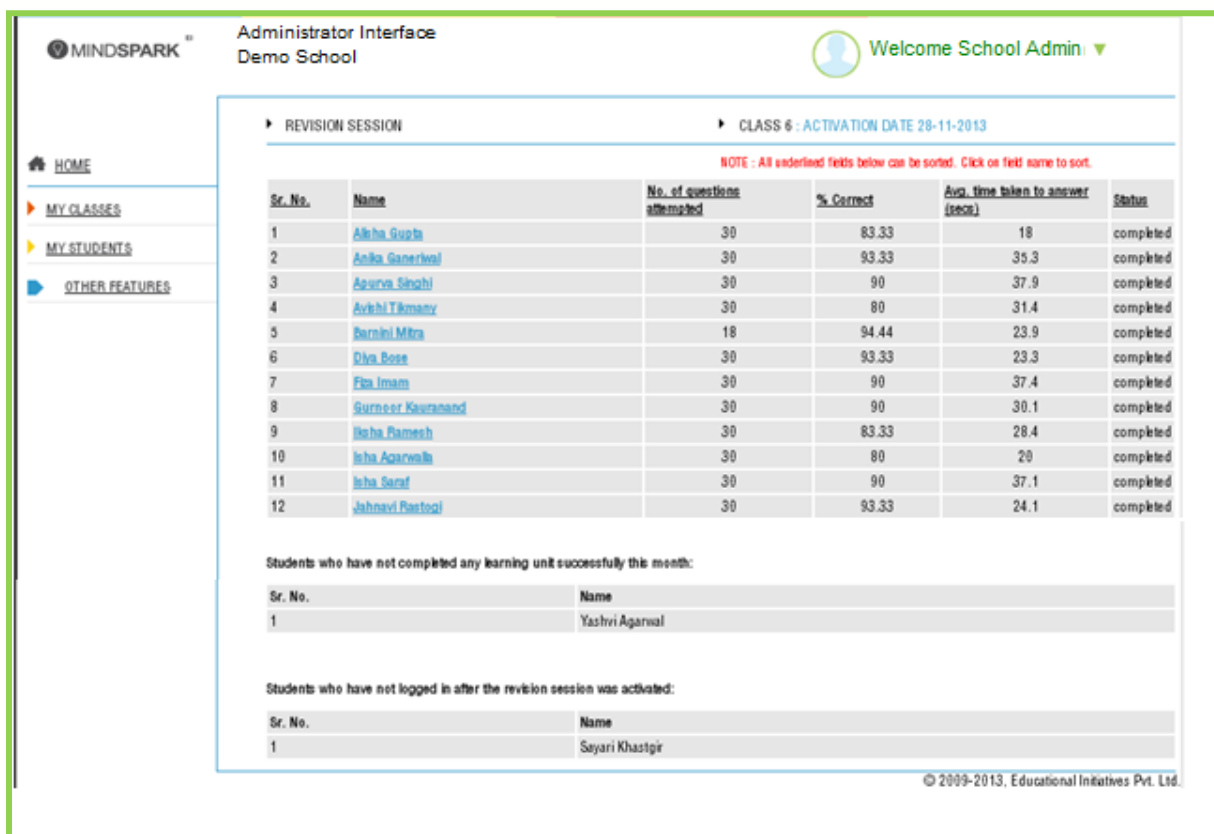 MINDSPARK
Administrator Interface
Demo School
Welcome School Admin
REVISION SESSION
CLASS 6 : ACTIVATION DATE 28-11-2013
HOME
MY CLASSES
MY STUDENTS
OTHER FEATURES
NOTE : All underlined fields below can be sorted. Click on field name to sort.
Sr. No. Name No. of questions attempted % Correct Avg. time taken to answer (secs) Status
1 Alisha Gupta 30 83.33 18 completed
2 Anika Ganeriwal 30 93.33 35.3 completed
3 Apurva Singhi 30 90 37.9 completed
4 Avishi Tikmany 30 80 31.4 completed
5 Barnini Mitra 18 94.44 23.9 completed
6 Diya Bose 30 93.33 23.3 completed
7 Fiza Imam 30 90 37.4 completed
8 Gurnoor Kauranand 30 90 30.1 completed
9 Iksha Ramesh 30 83.33 28.4 completed
10 Isha Agarwalla 30 80 20 completed
11 Isha Saraf 30 90 37.1 completed
12 Jahnavi Rastogi 30 93.33 24.1 completed
Students who have not completed any learning unit successfully this month:
Sr. No. Name
1 Yashvi Agarwal
Students who have not logged in after the revision session was activated:
Sr. No. Name
1 Sayari Khastgir
© 2009-2013, Educational Initiatives Pvt. Ltd.